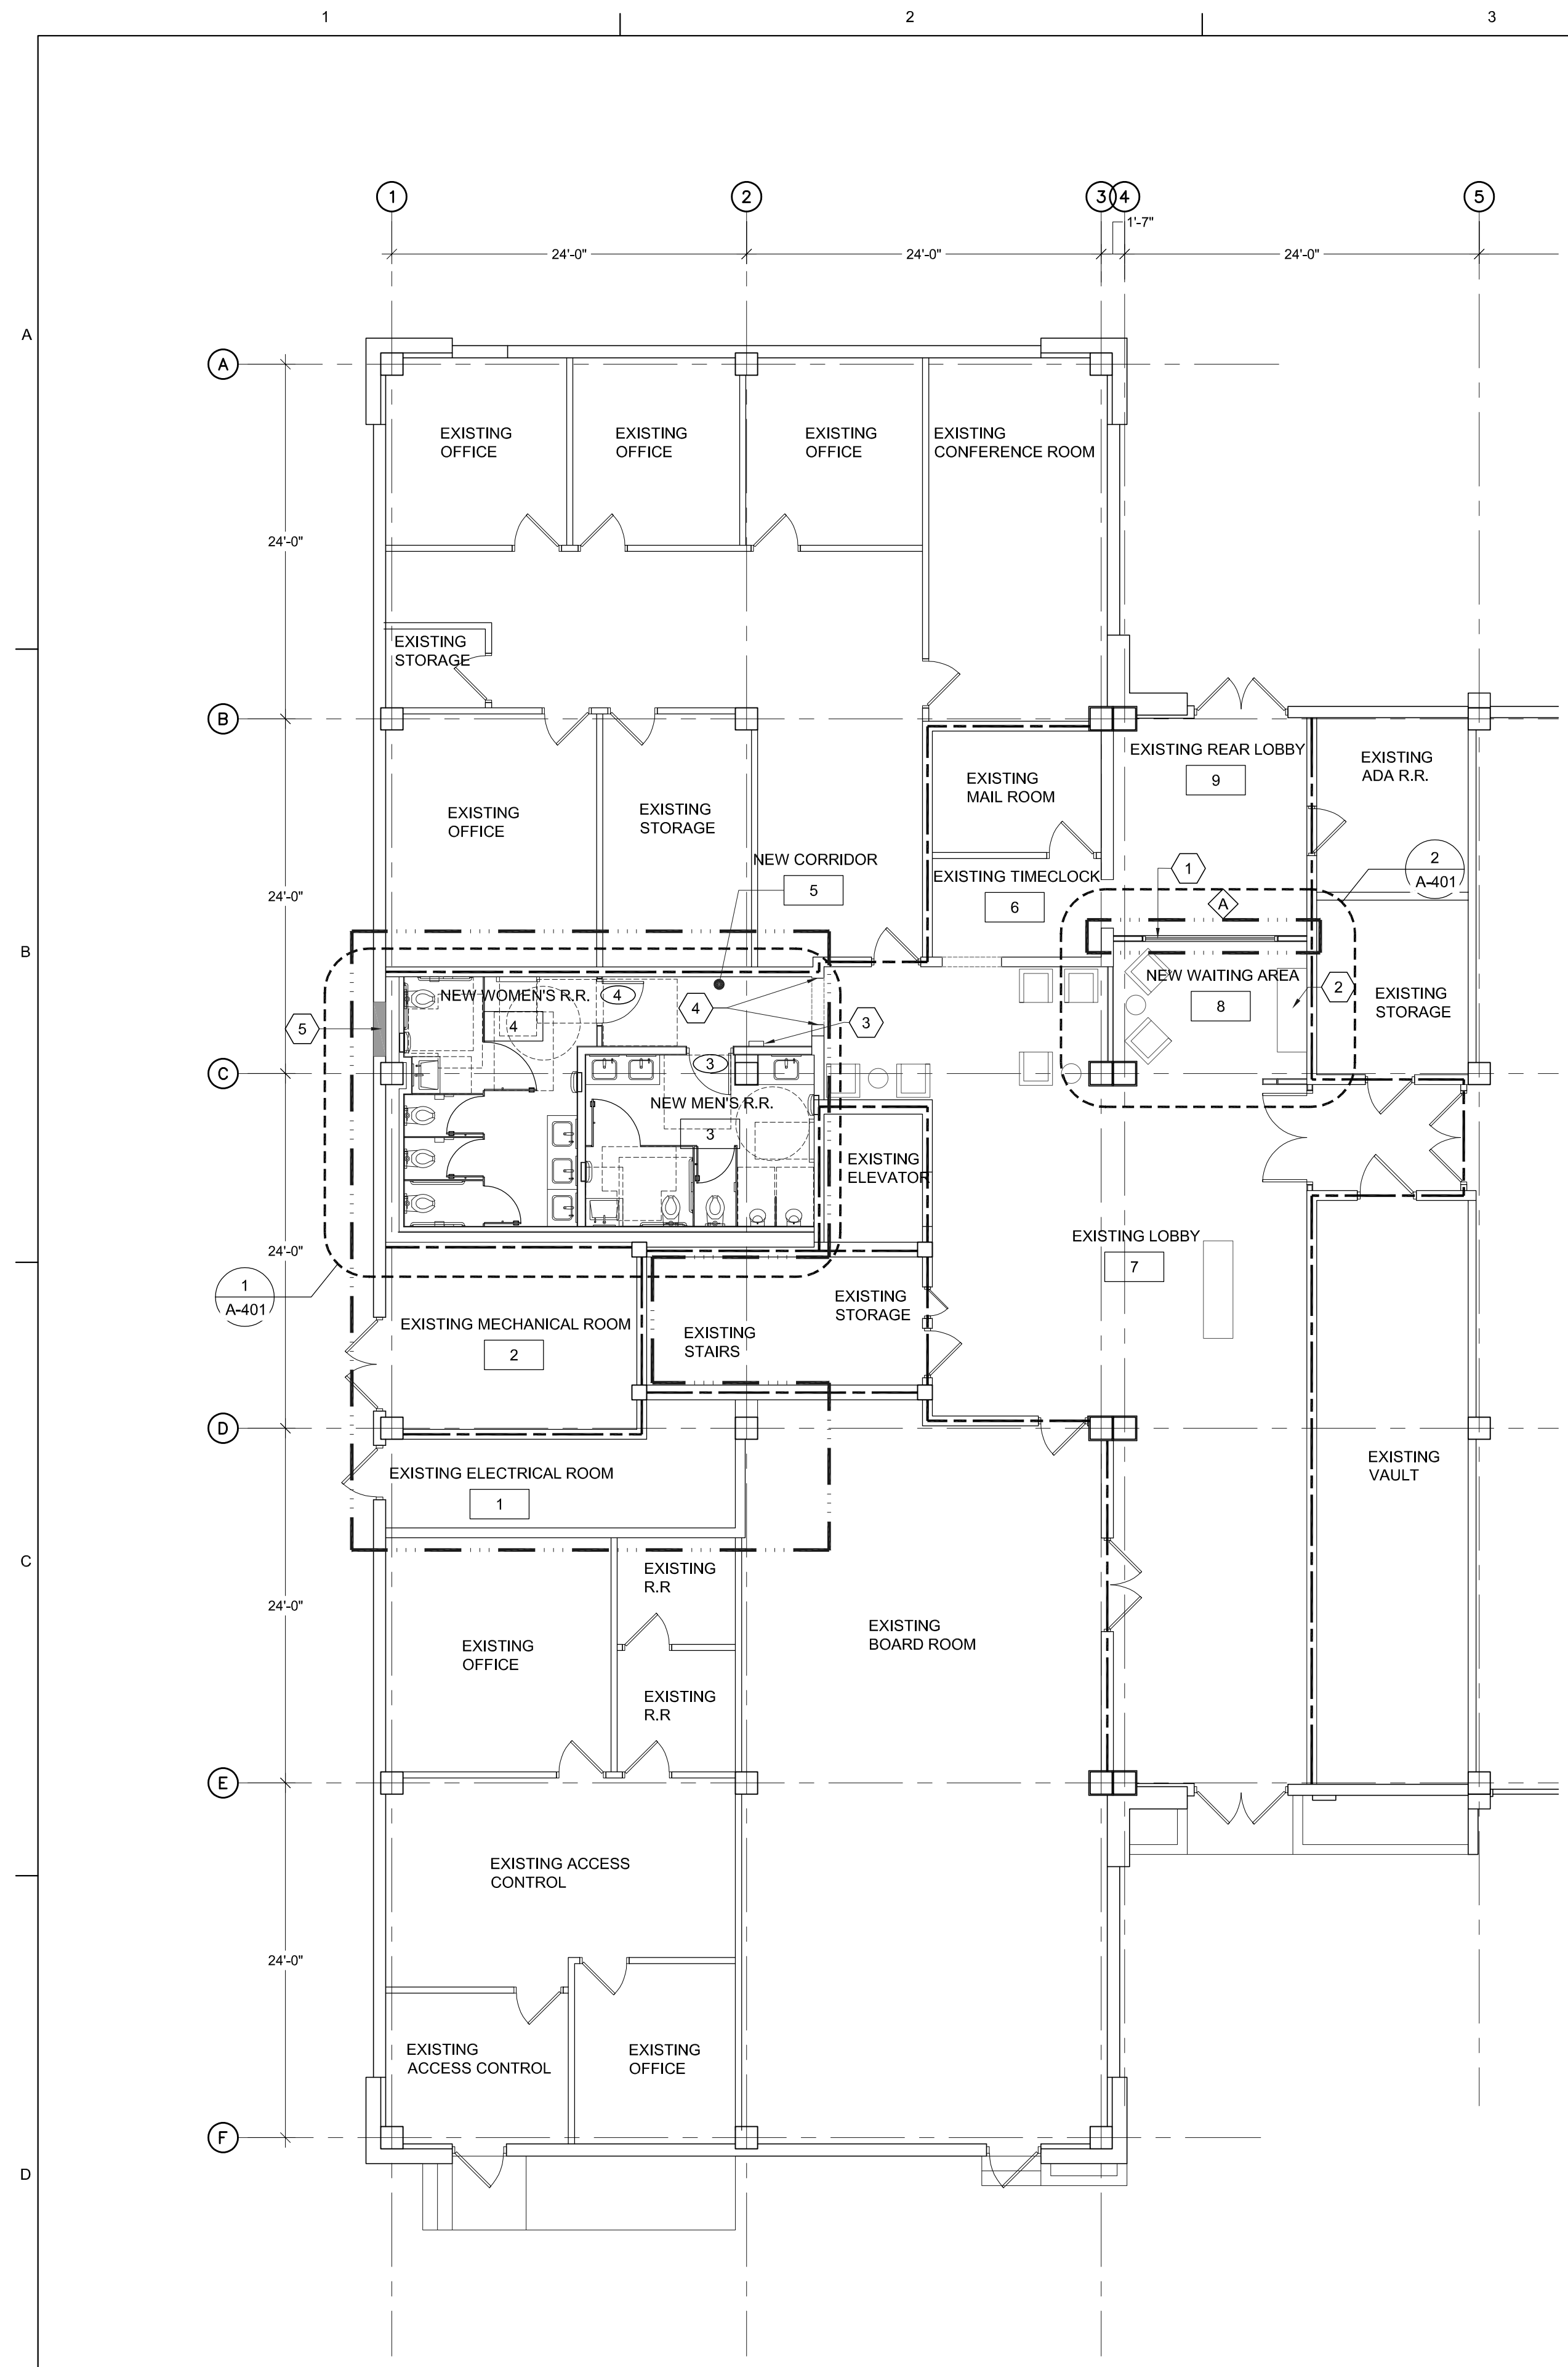 1
2
3
1
2
3
4
5
1'-7"
24'-0"
24'-0"
24'-0"
A
A
EXISTING
OFFICE
EXISTING
OFFICE
EXISTING
OFFICE
EXISTING
CONFERENCE ROOM
24'-0"
EXISTING
STORAGE
B
EXISTING REAR LOBBY
9
EXISTING
ADA R.R.
EXISTING
MAIL ROOM
EXISTING
OFFICE
EXISTING
STORAGE
NEW CORRIDOR
5
EXISTING TIMECLOCK
6
1
2
A-401
24'-0"
A
B
NEW WOMEN'S R.R.
4
4
4
3
NEW WAITING AREA
8
2
EXISTING
STORAGE
5
C
3
NEW MEN'S R.R.
3
EXISTING
ELEVATOR
24'-0"
EXISTING LOBBY
7
1
A-401
EXISTING
STORAGE
EXISTING MECHANICAL ROOM
2
EXISTING
STAIRS
D
EXISTING ELECTRICAL ROOM
1
EXISTING
VAULT
C
24'-0"
EXISTING
R.R
EXISTING
OFFICE
EXISTING
BOARD ROOM
EXISTING
R.R
E
EXISTING ACCESS
CONTROL
24'-0"
EXISTING
ACCESS CONTROL
EXISTING
OFFICE
F
D